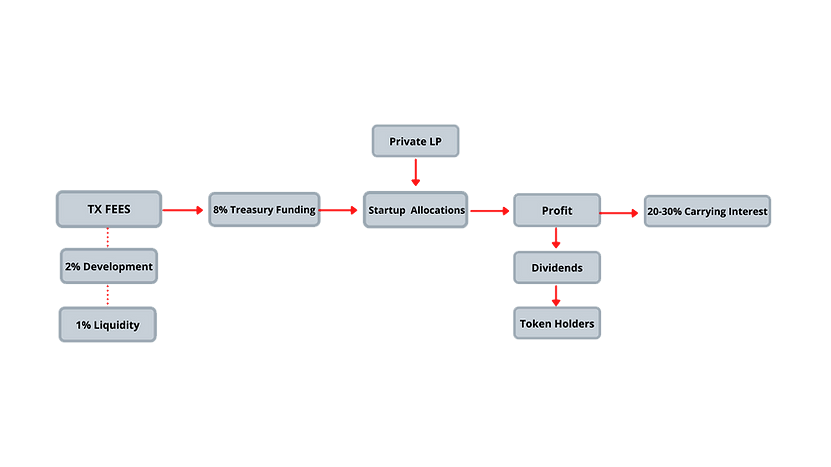 Private LP
TX FEES
8% Treasury Funding
Startup Allocations
Profit
20-30% Carrying Interest
2% Development
Dividends
1% Liquidity
Token Holders